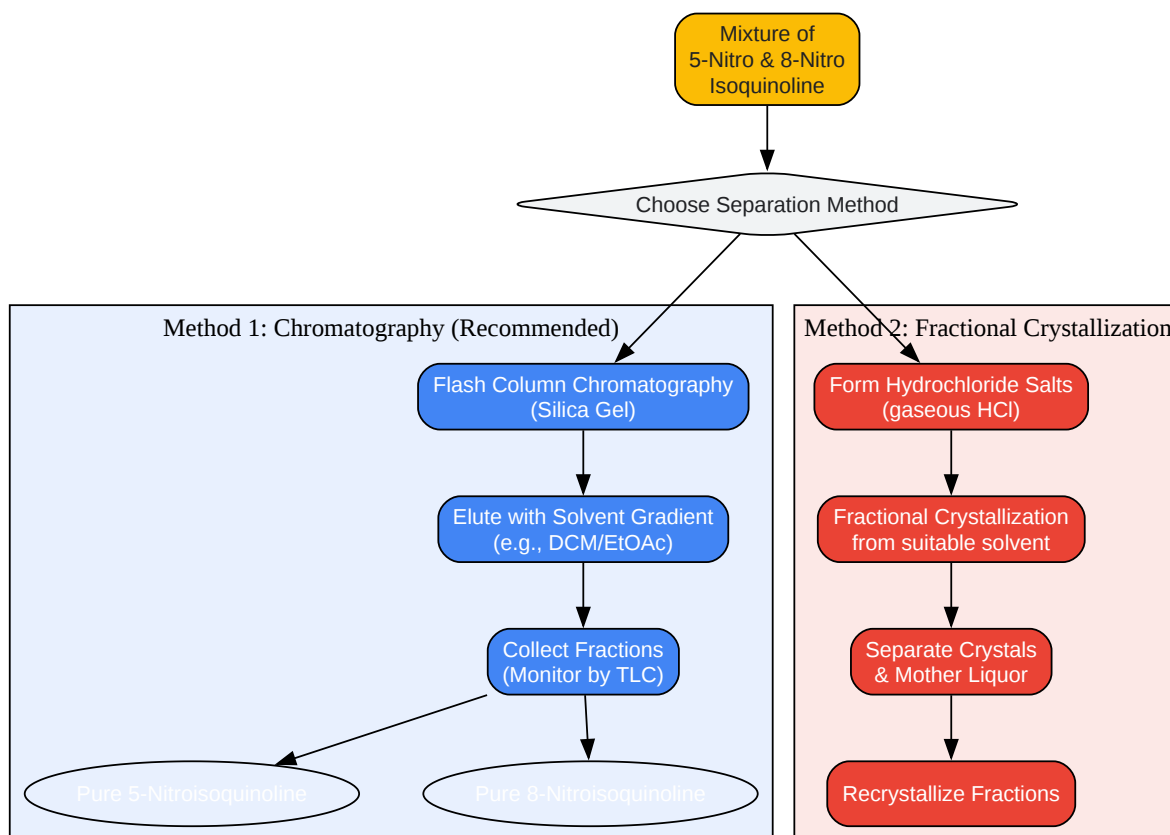 Mixture of
5-Nitro & 8-Nitro
Isoquinoline
Choose Separation Method
Method 1: Chromatography (Recommended)
Flash Column Chromatography
(Silica Gel)
Elute with Solvent Gradient
(e.g., DCM/EtOAc)
Collect Fractions
(Monitor by TLC)
Pure 5-Nitroisoquinoline
Pure 8-Nitroisoquinoline
Method 2: Fractional Crystallization
Form Hydrochloride Salts
(gaseous HCl)
Fractional Crystallization
from suitable solvent
Separate Crystals
& Mother Liquor
Recrystallize Fractions